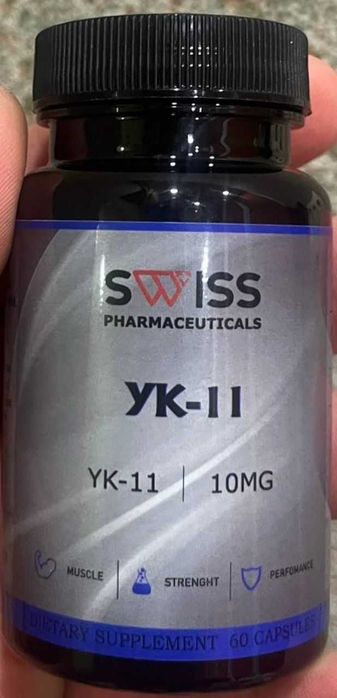 SWISS
PHARMACEUTICALS
YK-11
YK-11 | 10MG
MUSCLE | STRENGHT | PERFOMANCE
DIETARY SUPPLEMENT 60 CAPSULES